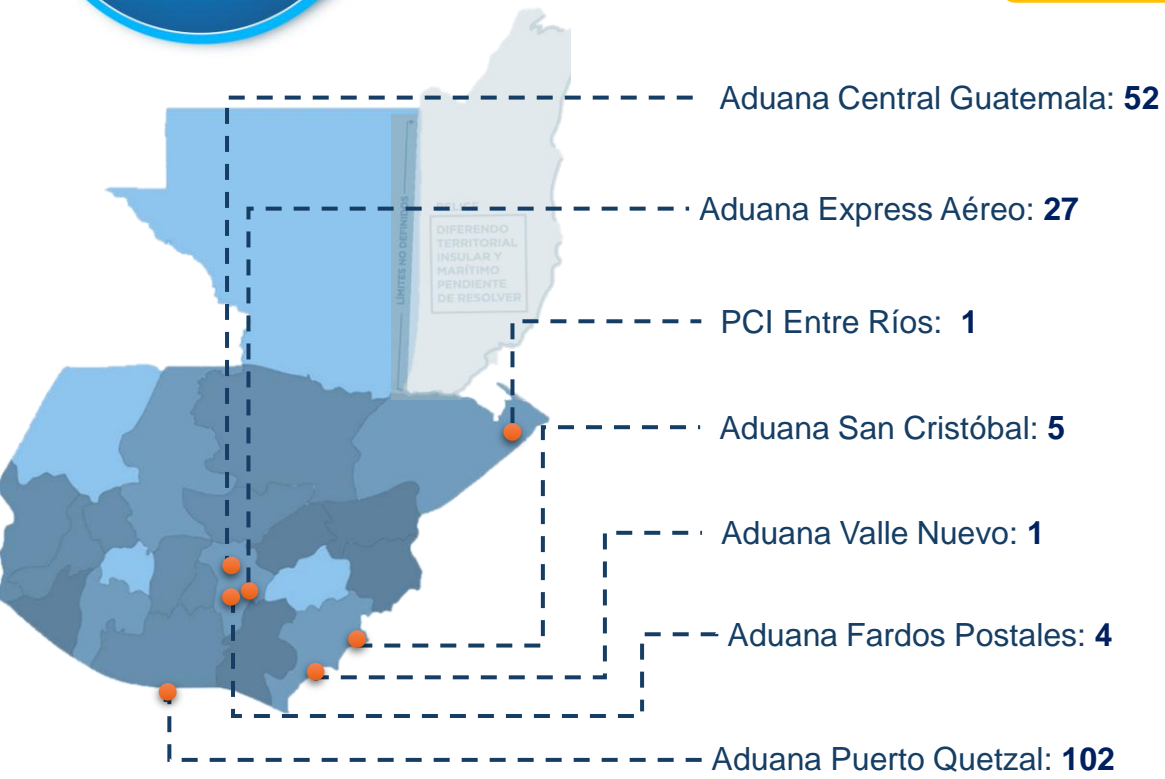 Aduana Central Guatemala: 52
Aduana Express Aéreo: 27
BELICE
DIFERENDO
TERRITORIAL
INSULAR Y
MARÍTIMO
PENDIENTE
DE RESOLVER
LÍMITES NO DEFINIDOS
PCI Entre Ríos: 1
Aduana San Cristóbal: 5
Aduana Valle Nuevo: 1
Aduana Fardos Postales: 4
Aduana Puerto Quetzal: 102